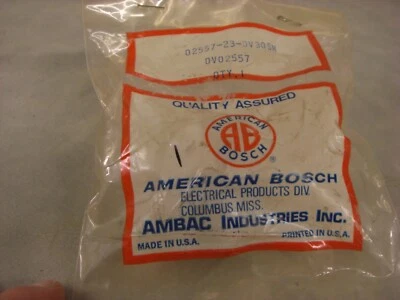 02557-23-0V305M
0V02557
QTY. 1
QUALITY ASSURED
AMERICAN
AB
BOSCH
AMERICAN BOSCH
ELECTRICAL PRODUCTS DIV
COLUMBUS MISS.
AMBAC INDUSTRIES INC.
MADE IN U.S.A.
PRINTED IN U.S.A.